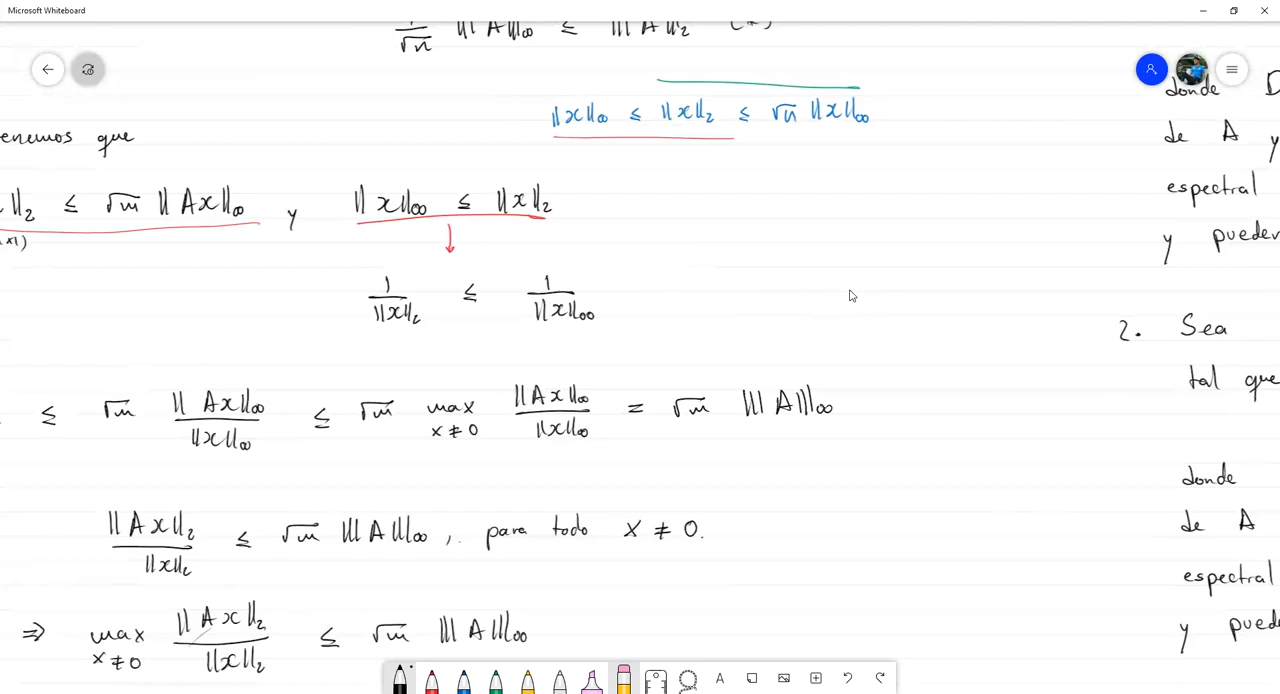 Microsoft Whiteboard
1/√n |||A|||∞ ≤ |||A|||₂ (*)
||x||∞ ≤ ||x||₂ ≤ √n ||x||∞
enemos que
x||₂ ≤ √m ||Ax||∞ y ||x||∞ ≤ ||x||₂
×1)
1/||x||₂ ≤ 1/||x||∞
≤ √m ||Ax||∞/||x||∞ ≤ √m max x≠0 ||Ax||∞/||x||∞ = √m |||A|||∞
||Ax||₂/||x||₂ ≤ √m |||A|||∞, para todo x ≠ 0.
⇒ max x≠0 ||Ax||₂/||x||₂ ≤ √m |||A|||∞
donde D
de A y
espectral
y pueden
2. Sea
tal que
donde
de A
espectral
y puede
A